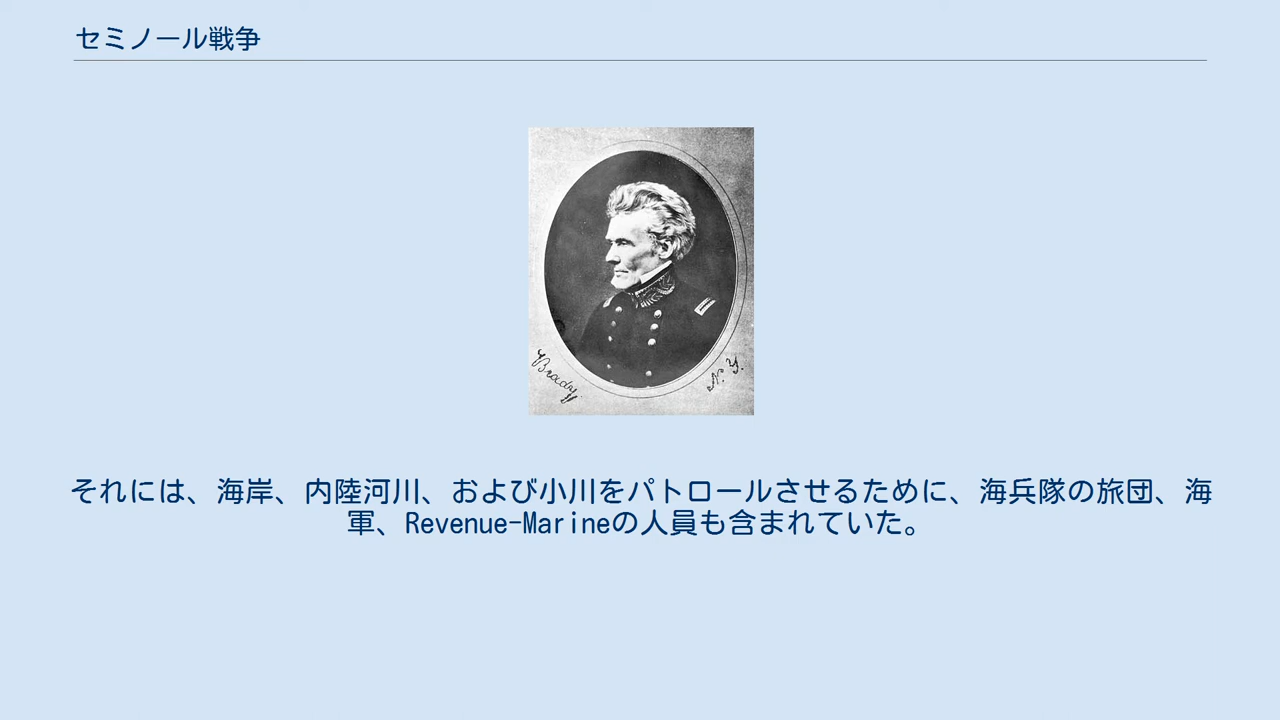 セミノール戦争
Brady
N.Y.
それには、海岸、内陸河川、および小川をパトロールさせるために、海兵隊の旅団、海
軍、Revenue-Marineの人員も含まれていた。